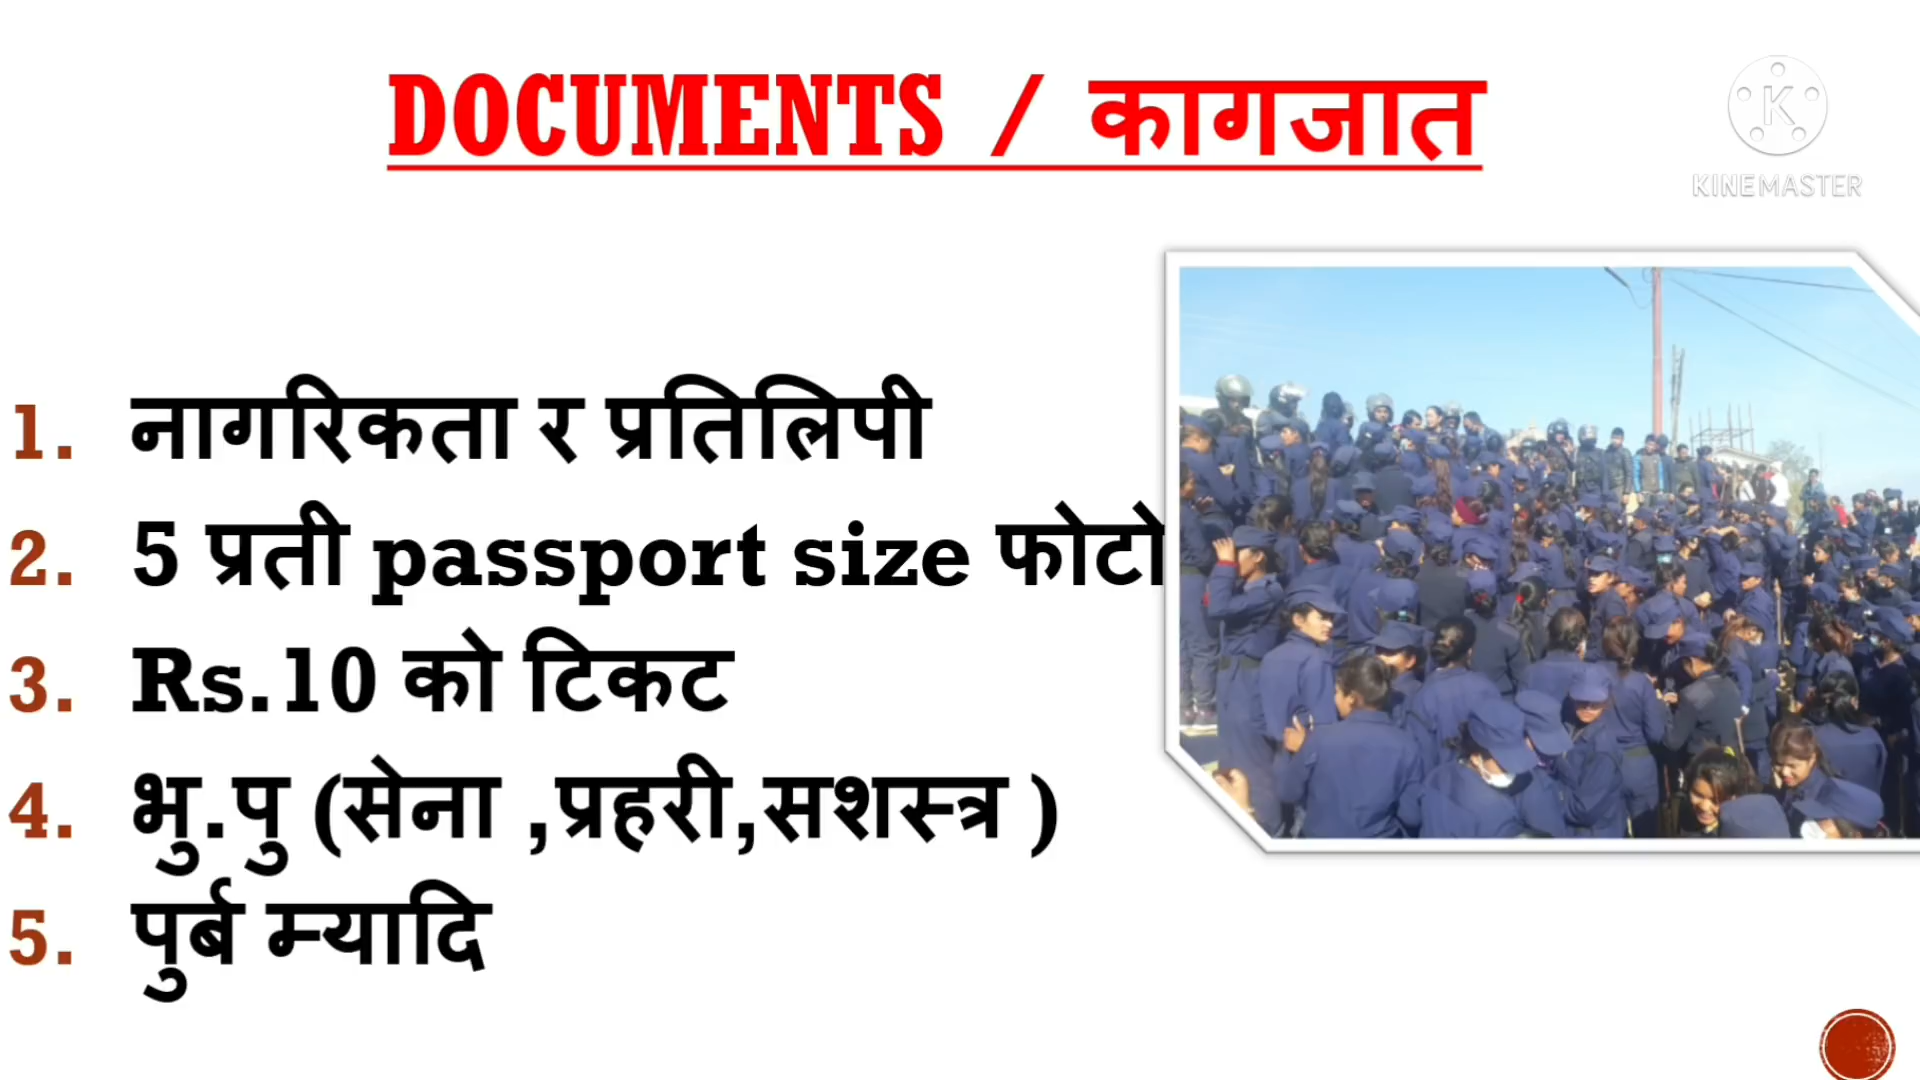 DOCUMENTS / कागजात
KINEMASTER
1. नागरिकता र प्रतिलिपी
2. 5 प्रती passport size फोटो
3. Rs.10 को टिकट
4. भु.पु (सेना ,प्रहरी,सशस्त्र )
5. पुर्ब म्यादि